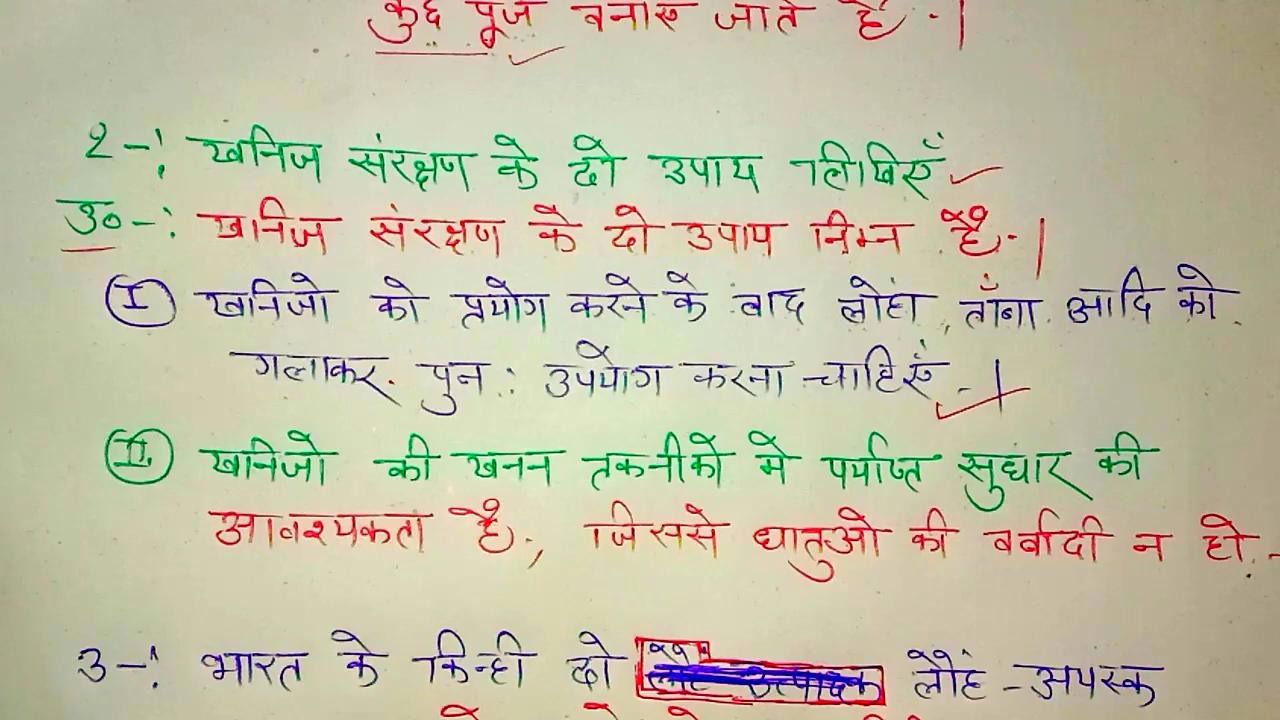 कुछ पूर्ज बनाए जाते हैं.|
2-: खनिज संरक्षण के दो उपाय लिखिएँ
उ०-: खनिज संरक्षण के दो उपाय निम्न है.|
(I) खनिजो को प्रयोग करने के बाद लोहा, ताँबा आदि को
गलाकर. पुन: उपयोग करना चाहिएँ.|
(II) खनिजो की खनन तकनीको मे पर्याप्त सुधार की
आवश्यकता है., जिससे धातुओ की बर्बादी न हो.
3-: भारत के किन्ही दो लौह-अयस्क